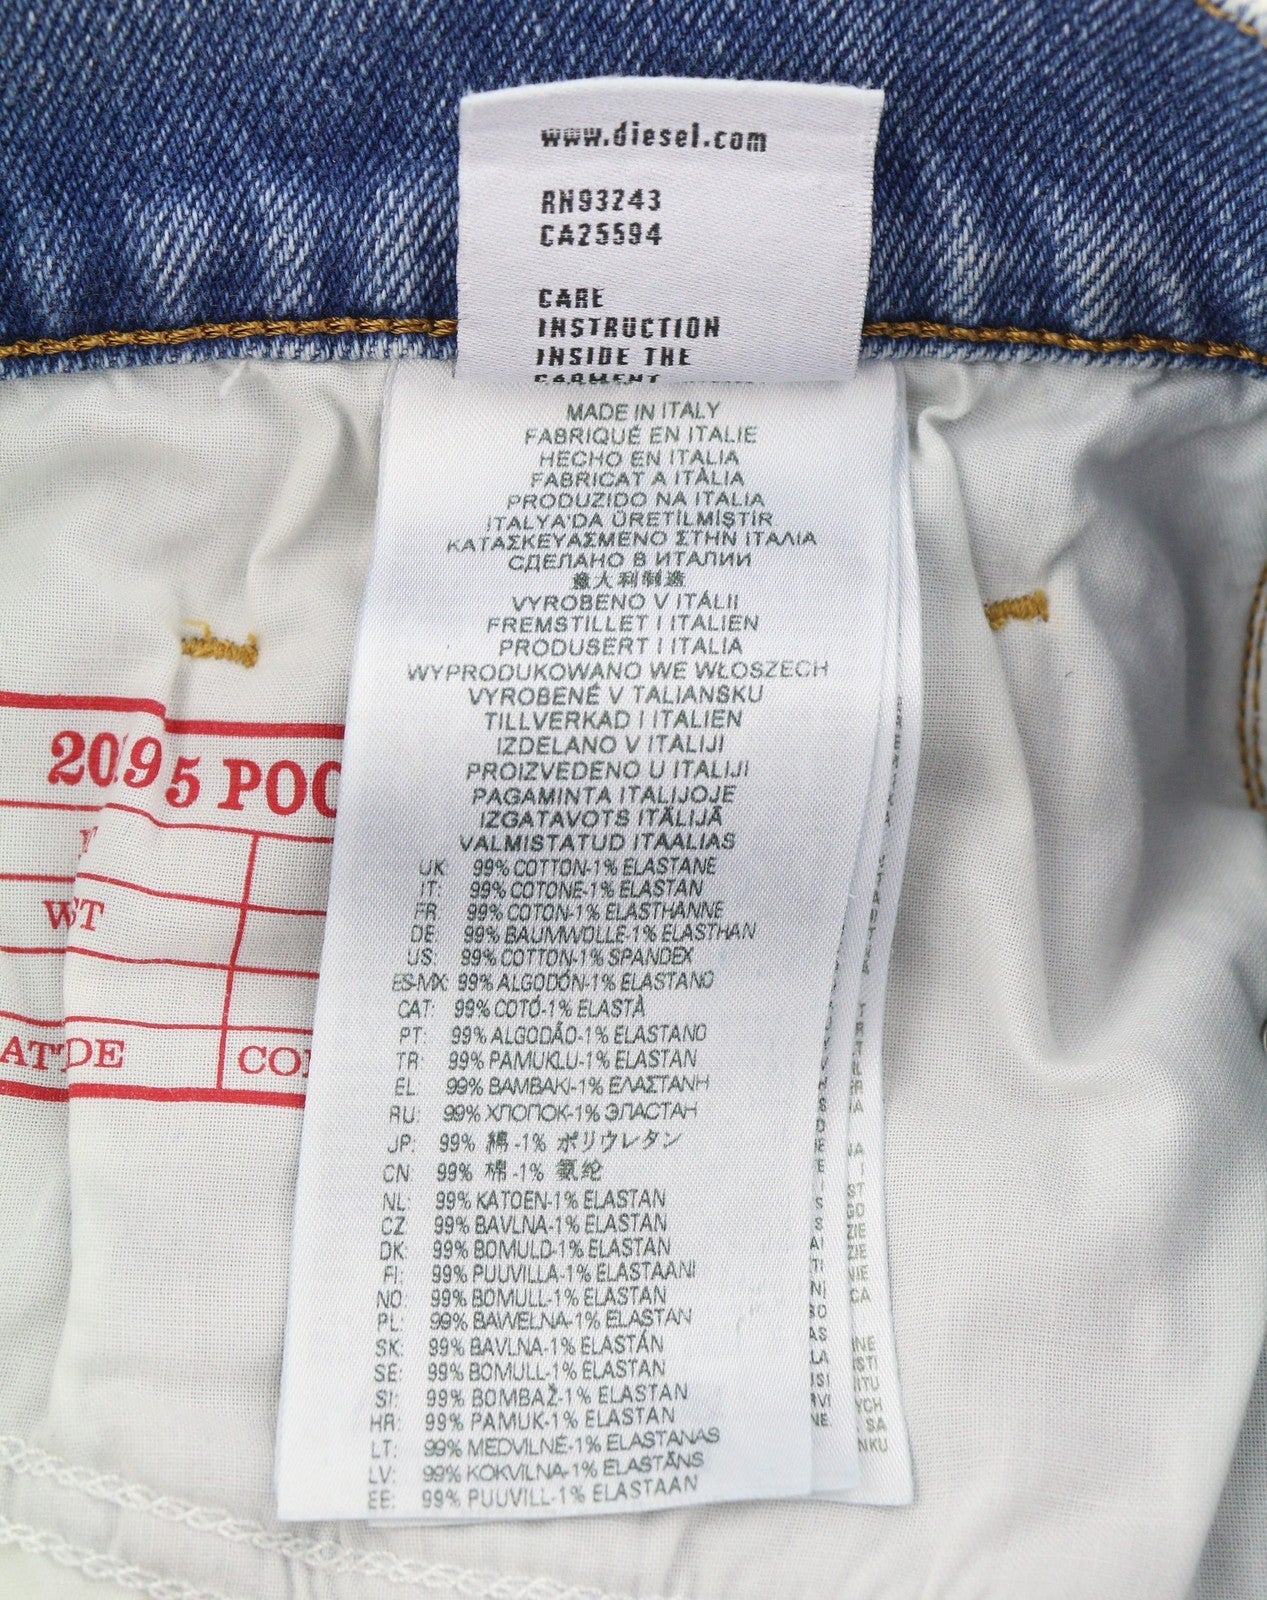 www.diesel.com
RN93243
CA25594
CARE
INSTRUCTION
INSIDE THE
GARMENT
MADE IN ITALY
FABRIQUÉ EN ITALIE
HECHO EN ITALIA
FABRICAT A ITÀLIA
PRODUZIDO NA ITALIA
ITALYA'DA ÜRETİLMİŞTİR
ΚΑΤΑΣΚΕΥΑΣΜΕΝΟ ΣΤΗΝ ΙΤΑΛΙΑ
СДЕЛАНО В ИТАЛИИ
意大利制造
VYROBENO V ITÁLII
FREMSTILLET I ITALIEN
PRODUSERT I ITALIA
WYPRODUKOWANO WE WŁOSZECH
VYROBENÉ V TALIANSKU
TILLVERKAD I ITALIEN
IZDELANO V ITALIJI
PROIZVEDENO U ITALIJI
PAGAMINTA ITALIJOJE
IZGATAVOTS ITĀLIJĀ
VALMISTATUD ITAALIAS
UK: 99% COTTON-1% ELASTANE
IT: 99% COTONE-1% ELASTAN
FR: 99% COTON-1% ELASTHANNE
DE: 99% BAUMWOLLE-1% ELASTHAN
US: 99% COTTON-1% SPANDEX
ES-MX: 99% ALGODÓN-1% ELASTANO
CAT: 99% COTÓ-1% ELASTÀ
PT: 99% ALGODÃO-1% ELASTANO
TR: 99% PAMUKLU-1% ELASTAN
EL: 99% ΒΑΜΒΑΚΙ-1% ΕΛΑΣΤΑΝΗ
RU: 99% ХЛОПОК-1% ЭЛАСТАН
JP: 99% 綿 -1% ポリウレタン
CN: 99% 棉 -1% 氨纶
NL: 99% KATOEN-1% ELASTAN
CZ: 99% BAVLNA-1% ELASTAN
DK: 99% BOMULD-1% ELASTAN
FI: 99% PUUVILLA-1% ELASTAANI
NO: 99% BOMULL-1% ELASTAN
PL: 99% BAWEŁNA-1% ELASTAN
SK: 99% BAVLNA-1% ELASTÁN
SE: 99% BOMULL-1% ELASTAN
SI: 99% BOMBAŽ-1% ELASTAN
HR: 99% PAMUK-1% ELASTAN
LT: 99% MEDVILNĖ-1% ELASTANAS
LV: 99% KOKVILNA-1% ELASTĀNS
EE: 99% PUUVILL-1% ELASTAAN
5 POC